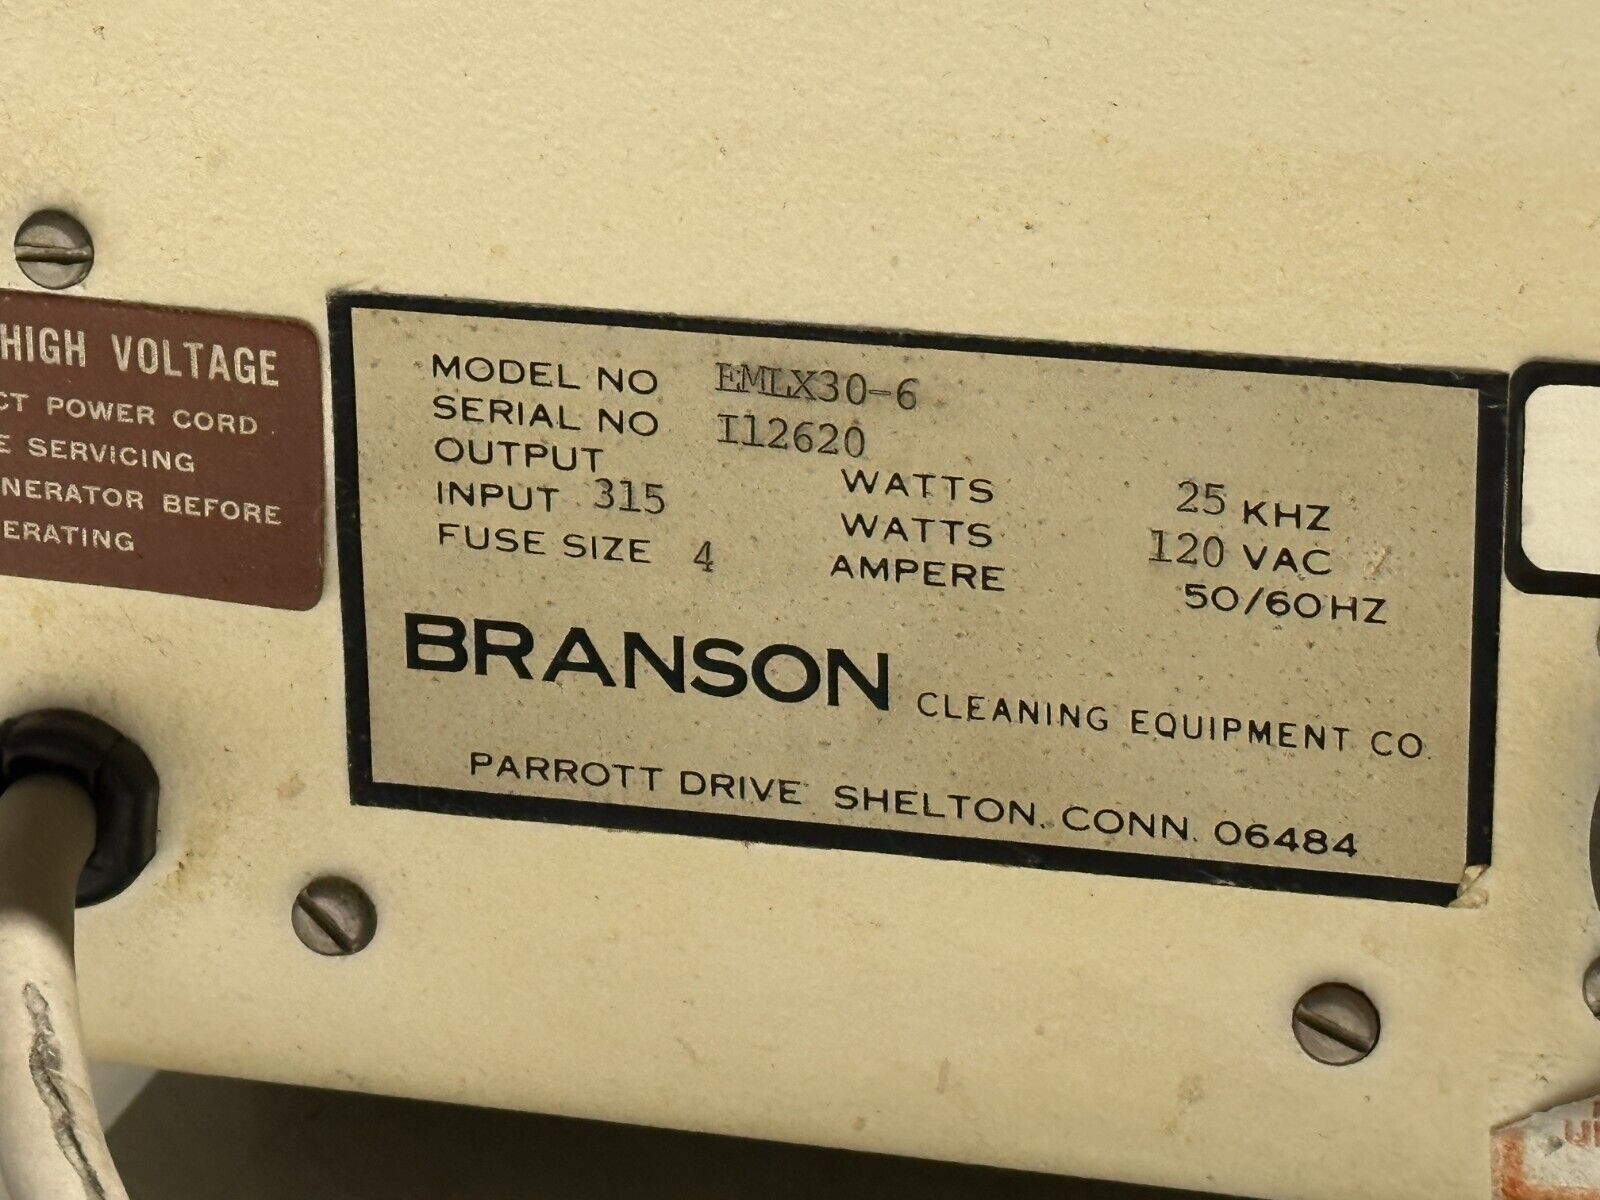 HIGH VOLTAGE
CT POWER CORD
E SERVICING
NERATOR BEFORE
ERATING
MODEL NO EMLX30-6
SERIAL NO I12620
OUTPUT WATTS 25 KHZ
INPUT 315 WATTS 120 VAC
FUSE SIZE 4 AMPERE 50/60HZ
BRANSON CLEANING EQUIPMENT CO.
PARROTT DRIVE SHELTON, CONN. 06484